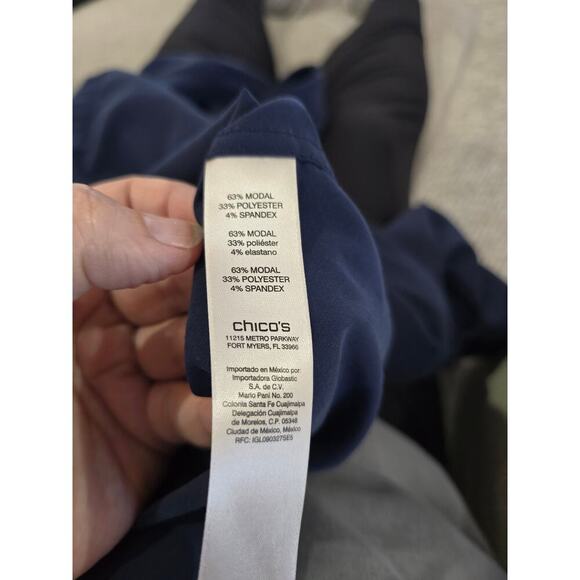 63% MODAL
33% POLYESTER
4% SPANDEX
63% MODAL
33% poliéster
4% elastano
63% MODAL
33% POLYESTER
4% SPANDEX
chico's
11215 METRO PARKWAY
FORT MYERS, FL 33966
Importado en México por:
Importadora Globastic
S.A. de C.V.
Mario Pani No. 200
Colonia Santa Fe Cuajimalpa
Delegación Cuajimalpa
de Morelos, C.P. 05348
Ciudad de México, México
RFC: IGL090327SE5